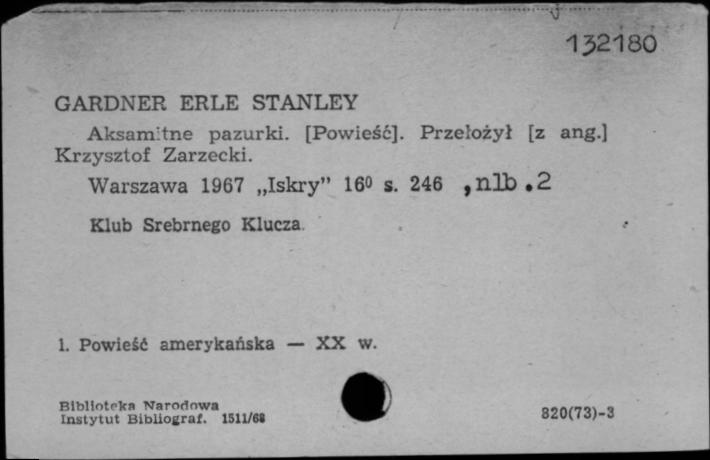 132180
GARDNER ERLE STANLEY
Aksamitne pazurki. [Powieść]. Przełożył [z ang.]
Krzysztof Zarzecki.
Warszawa 1967 „Iskry” 16⁰ s. 246 , nlb . 2
Klub Srebrnego Klucza.
1. Powieść amerykańska — XX w.
Biblioteka Narodowa
Instytut Bibliograf. 1511/68
820(73)-3